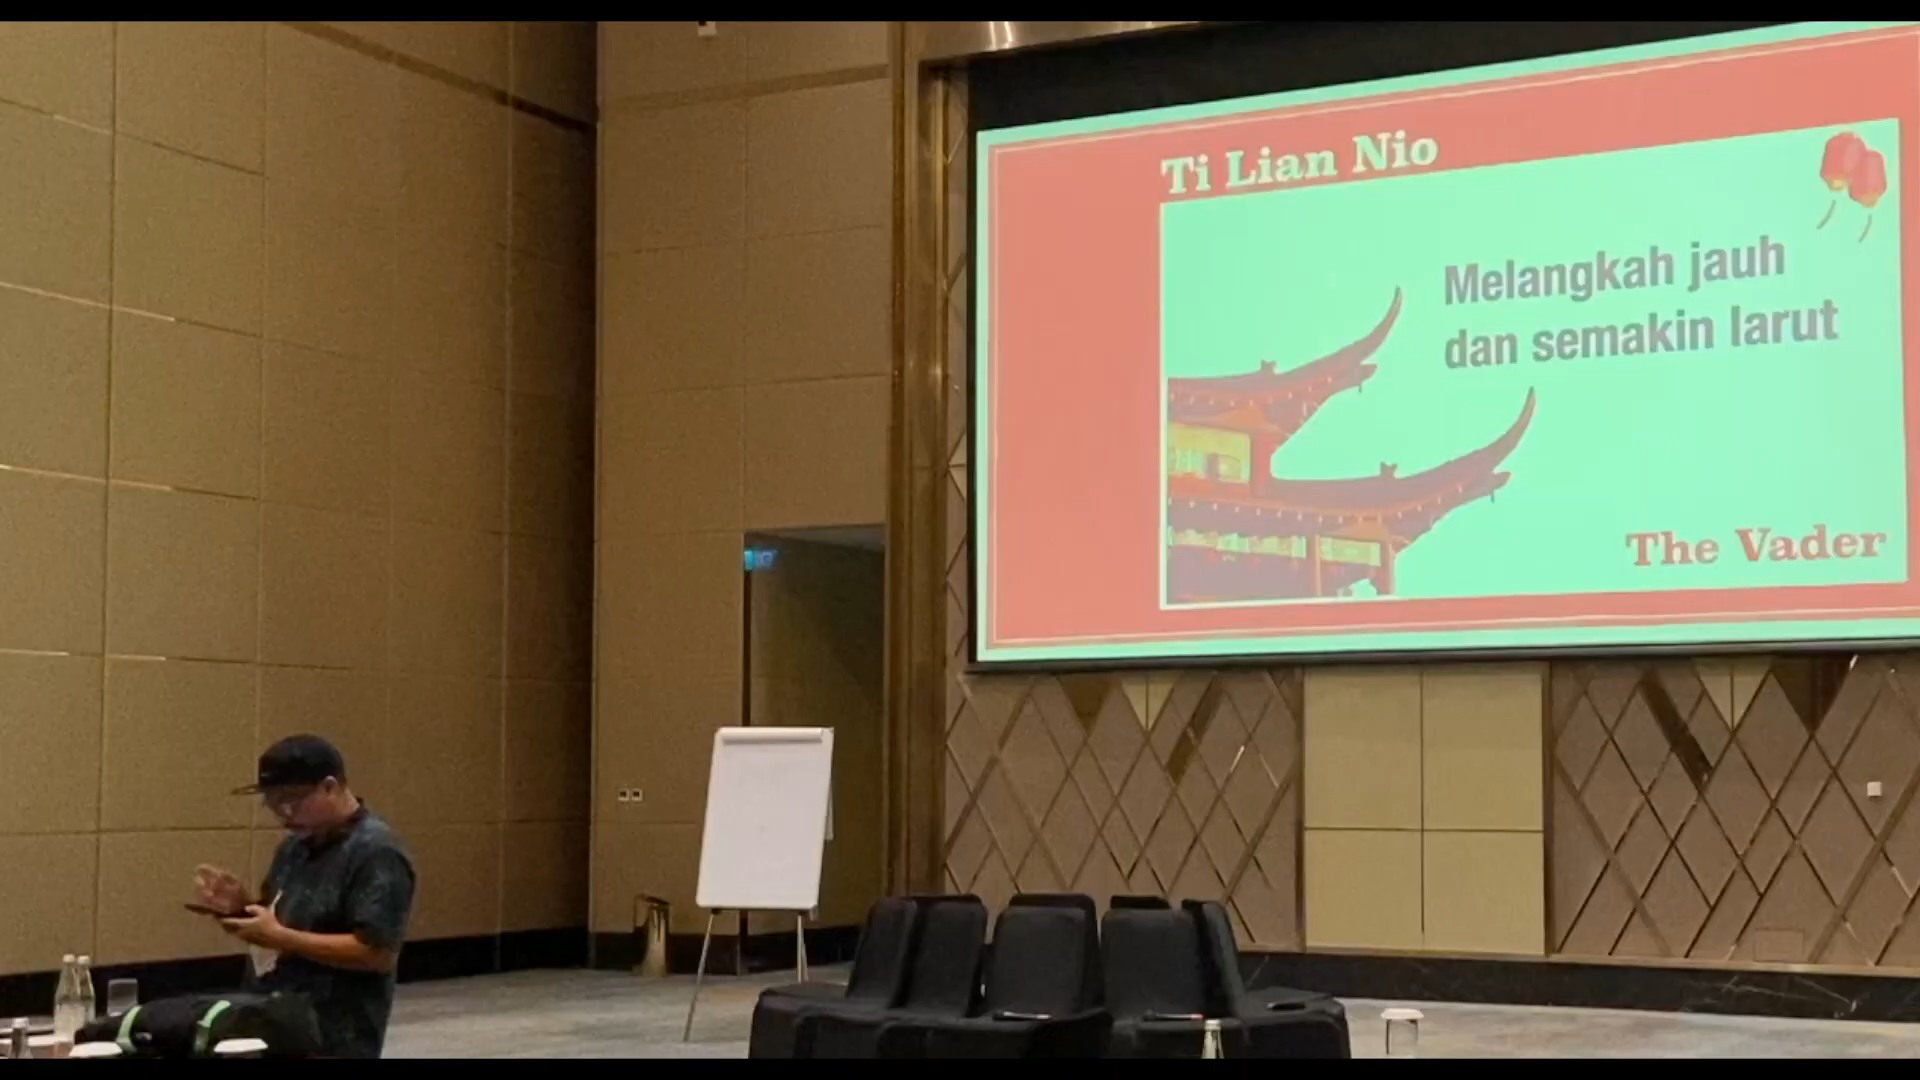 Ti Lian Nio
Melangkah jauh
dan semakin larut
The Vader